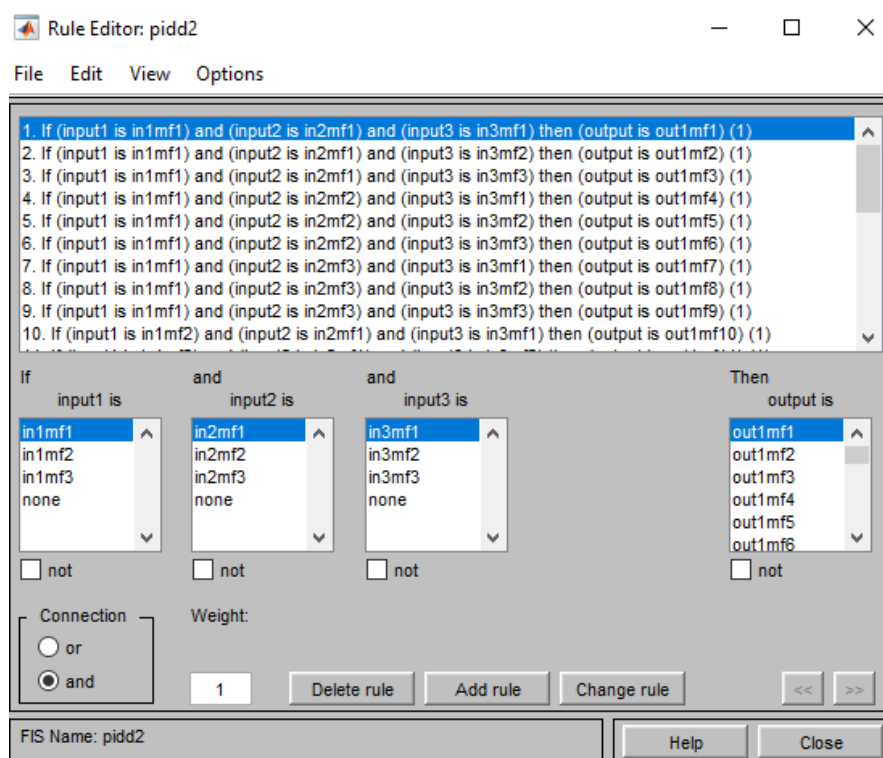 Rule Editor: pidd2
File Edit View Options
1. If (input1 is in1mf1) and (input2 is in2mf1) and (input3 is in3mf1) then (output is out1mf1) (1)
2. If (input1 is in1mf1) and (input2 is in2mf1) and (input3 is in3mf2) then (output is out1mf2) (1)
3. If (input1 is in1mf1) and (input2 is in2mf1) and (input3 is in3mf3) then (output is out1mf3) (1)
4. If (input1 is in1mf1) and (input2 is in2mf2) and (input3 is in3mf1) then (output is out1mf4) (1)
5. If (input1 is in1mf1) and (input2 is in2mf2) and (input3 is in3mf2) then (output is out1mf5) (1)
6. If (input1 is in1mf1) and (input2 is in2mf2) and (input3 is in3mf3) then (output is out1mf6) (1)
7. If (input1 is in1mf1) and (input2 is in2mf3) and (input3 is in3mf1) then (output is out1mf7) (1)
8. If (input1 is in1mf1) and (input2 is in2mf3) and (input3 is in3mf2) then (output is out1mf8) (1)
9. If (input1 is in1mf1) and (input2 is in2mf3) and (input3 is in3mf3) then (output is out1mf9) (1)
10. If (input1 is in1mf2) and (input2 is in2mf1) and (input3 is in3mf1) then (output is out1mf10) (1)
If and and Then
input1 is input2 is input3 is output is
in1mf1 in2mf1 in3mf1 out1mf1
in1mf2 in2mf2 in3mf2 out1mf2
in1mf3 in2mf3 in3mf3 out1mf3
none none none out1mf4
out1mf5
out1mf6
not not not not
Connection Weight:
or
and 1 Delete rule Add rule Change rule << >>
FIS Name: pidd2 Help Close